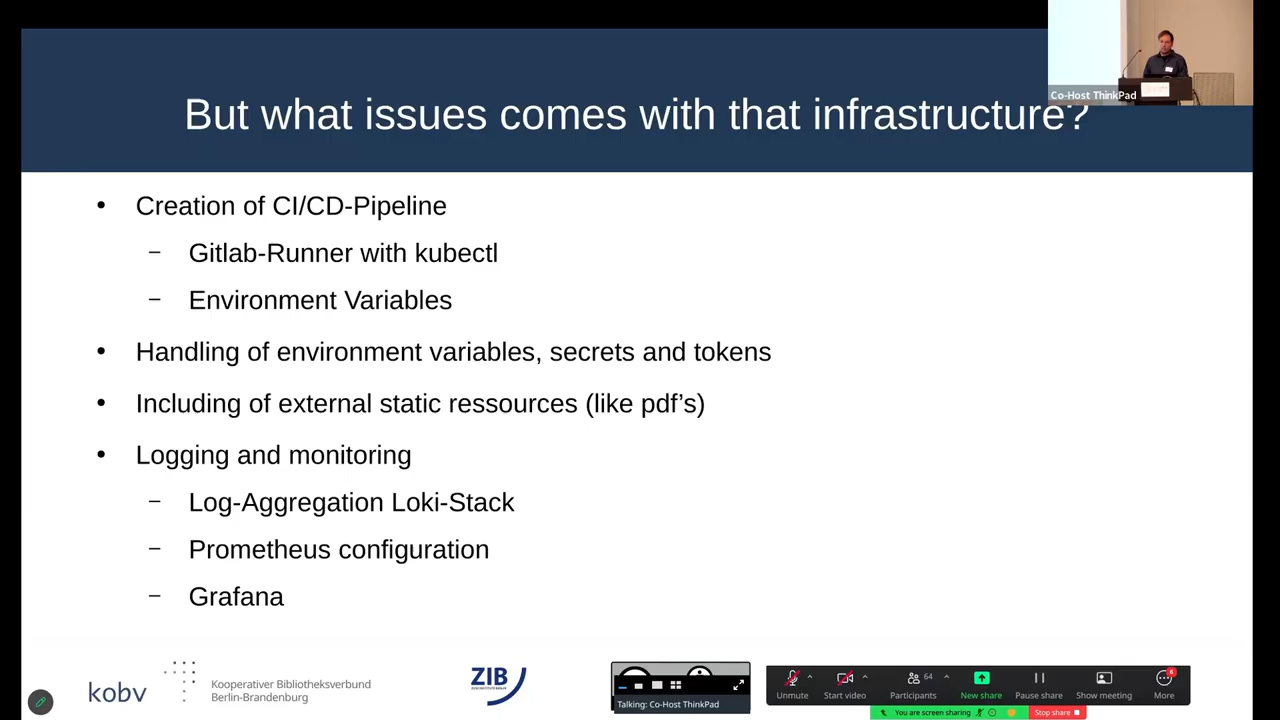 Co-Host ThinkPad
But what issues comes with that infrastructure?
• Creation of CI/CD-Pipeline
– Gitlab-Runner with kubectl
– Environment Variables
• Handling of environment variables, secrets and tokens
• Including of external static ressources (like pdf's)
• Logging and monitoring
– Log-Aggregation Loki-Stack
– Prometheus configuration
– Grafana
kobv
Kooperativer Bibliotheksverbund
Berlin-Brandenburg
ZIB
Talking: Co-Host ThinkPad
Unmute
Start video
64
Participants
New share
Pause share
Show meeting
6
More
You are screen sharing
Stop share